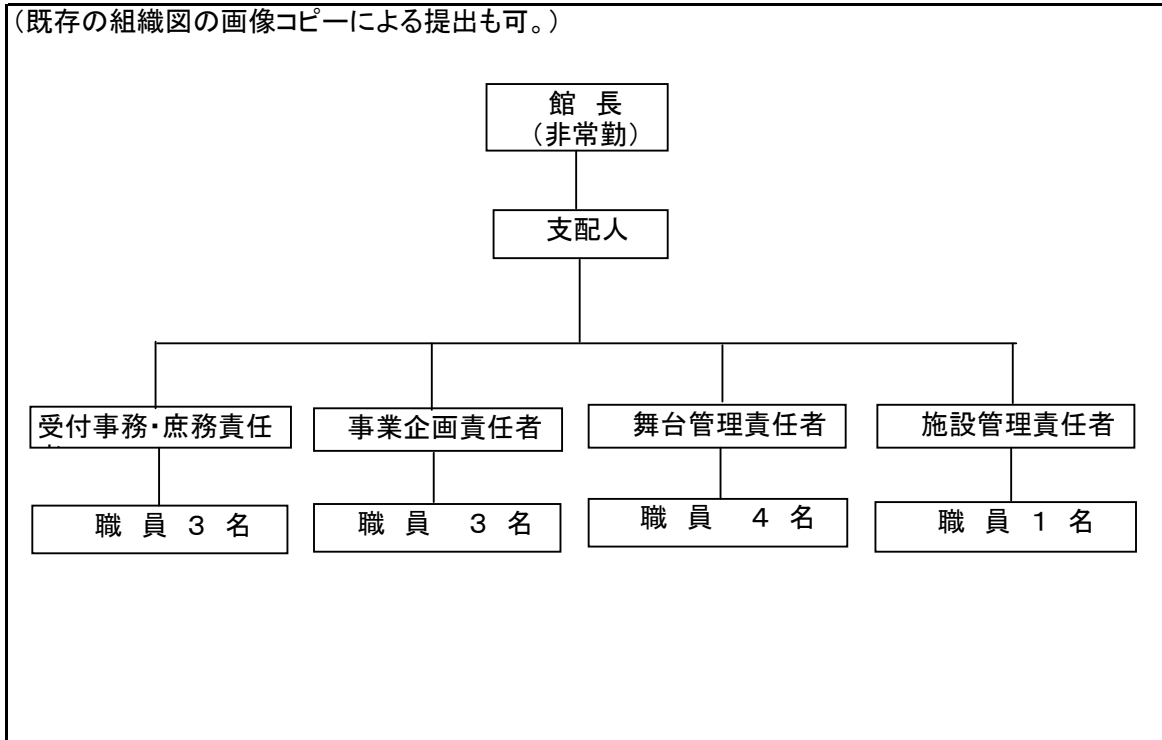 (既存の組織図の画像コピーによる提出も可。)
館 長
(非常勤)
支配人
受付事務・庶務責任
事業企画責任者
舞台管理責任者
施設管理責任者
職 員 3 名
職 員 3 名
職 員 4 名
職 員 1 名